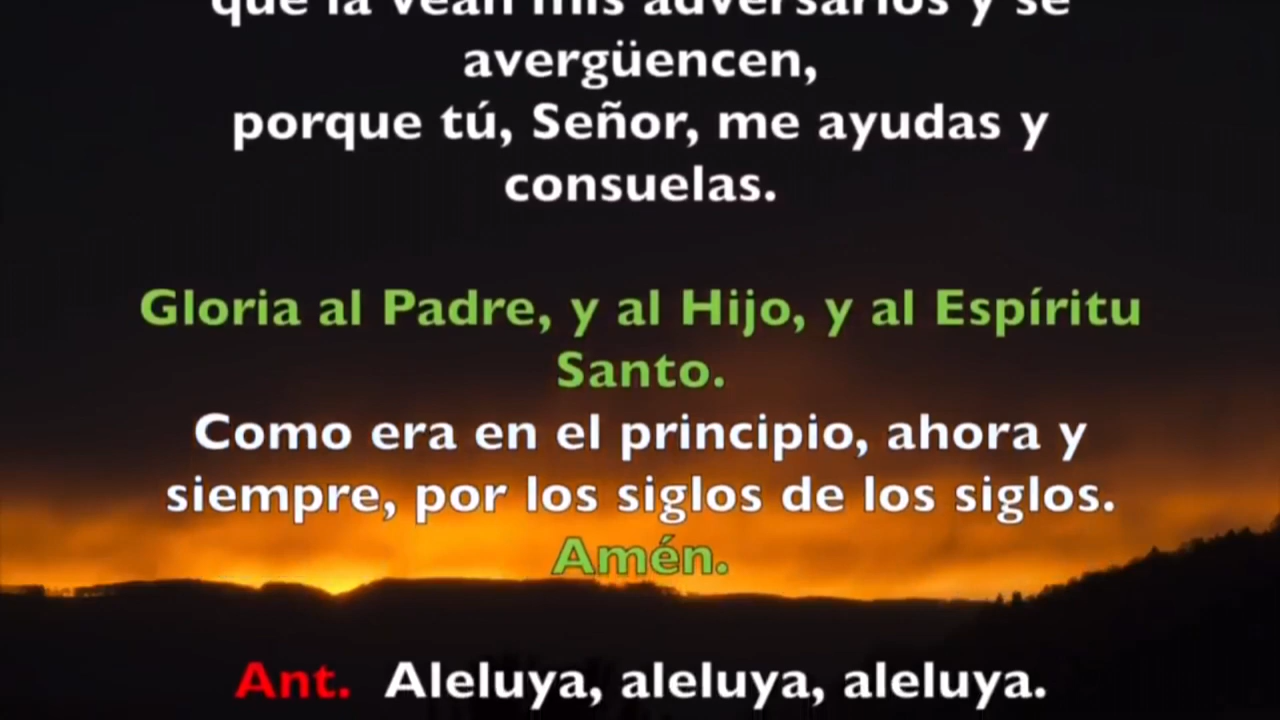 que la vean mis adversarios y se
avergüencen,
porque tú, Señor, me ayudas y
consuelas.
Gloria al Padre, y al Hijo, y al Espíritu
Santo.
Como era en el principio, ahora y
siempre, por los siglos de los siglos.
Amén.
Ant. Aleluya, aleluya, aleluya.